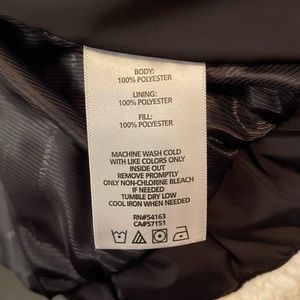 BODY:
100% POLYESTER
LINING:
100% POLYESTER
FILL:
100% POLYESTER
MACHINE WASH COLD
WITH LIKE COLORS ONLY
INSIDE OUT
REMOVE PROMPTLY
ONLY NON-CHLORINE BLEACH
IF NEEDED
TUMBLE DRY LOW
COOL IRON WHEN NEEDED
RN#54163
CA#57151